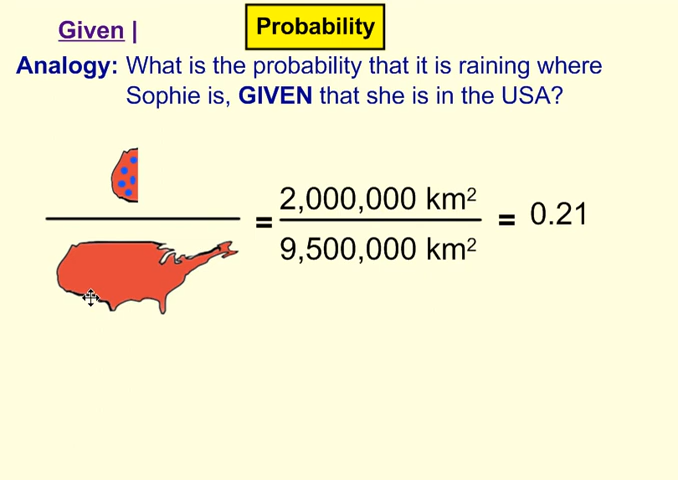 Given |
Probability
Analogy: What is the probability that it is raining where
Sophie is, GIVEN that she is in the USA?
= 2,000,000 km²
9,500,000 km²
= 0.21